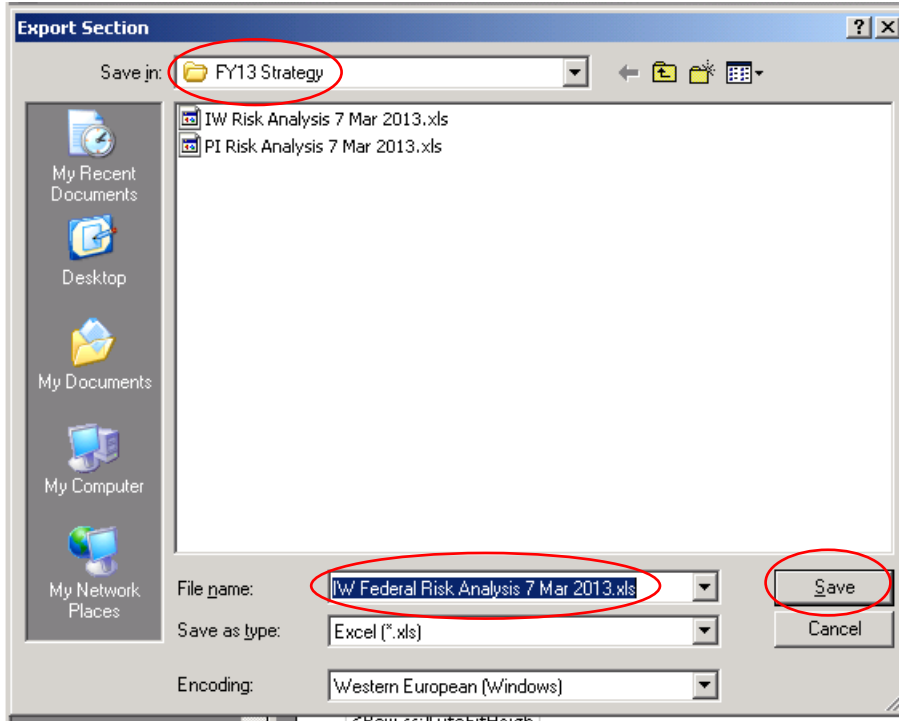 Export Section
Save in: FY13 Strategy
IW Risk Analysis 7 Mar 2013.xls
PI Risk Analysis 7 Mar 2013.xls
My Recent
Documents
Desktop
My Documents
My Computer
My Network
Places
File name: IW Federal Risk Analysis 7 Mar 2013.xls
Save
Save as type: Excel (*.xls)
Cancel
Encoding: Western European (Windows)